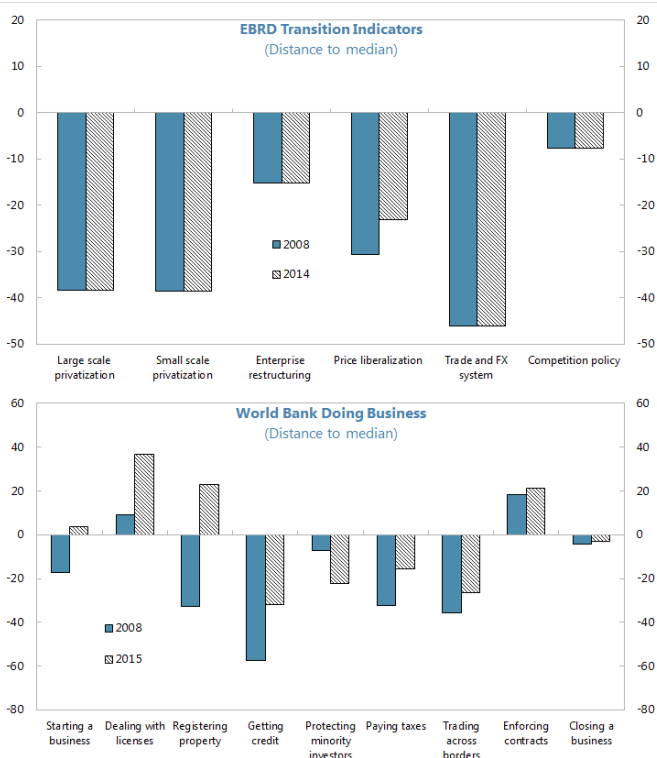 EBRD Transition Indicators
(Distance to median)
20 20
10 10
0 0
-10 -10
-20 -20
-30 -30
-40 -40
-50 -50
2008
2014
Large scale privatization
Small scale privatization
Enterprise restructuring
Price liberalization
Trade and FX system
Competition policy
World Bank Doing Business
(Distance to median)
60 60
40 40
20 20
0 0
-20 -20
-40 -40
-60 -60
-80 -80
2008
2015
Starting a business
Dealing with licenses
Registering property
Getting credit
Protecting minority investors
Paying taxes
Trading across borders
Enforcing contracts
Closing a business